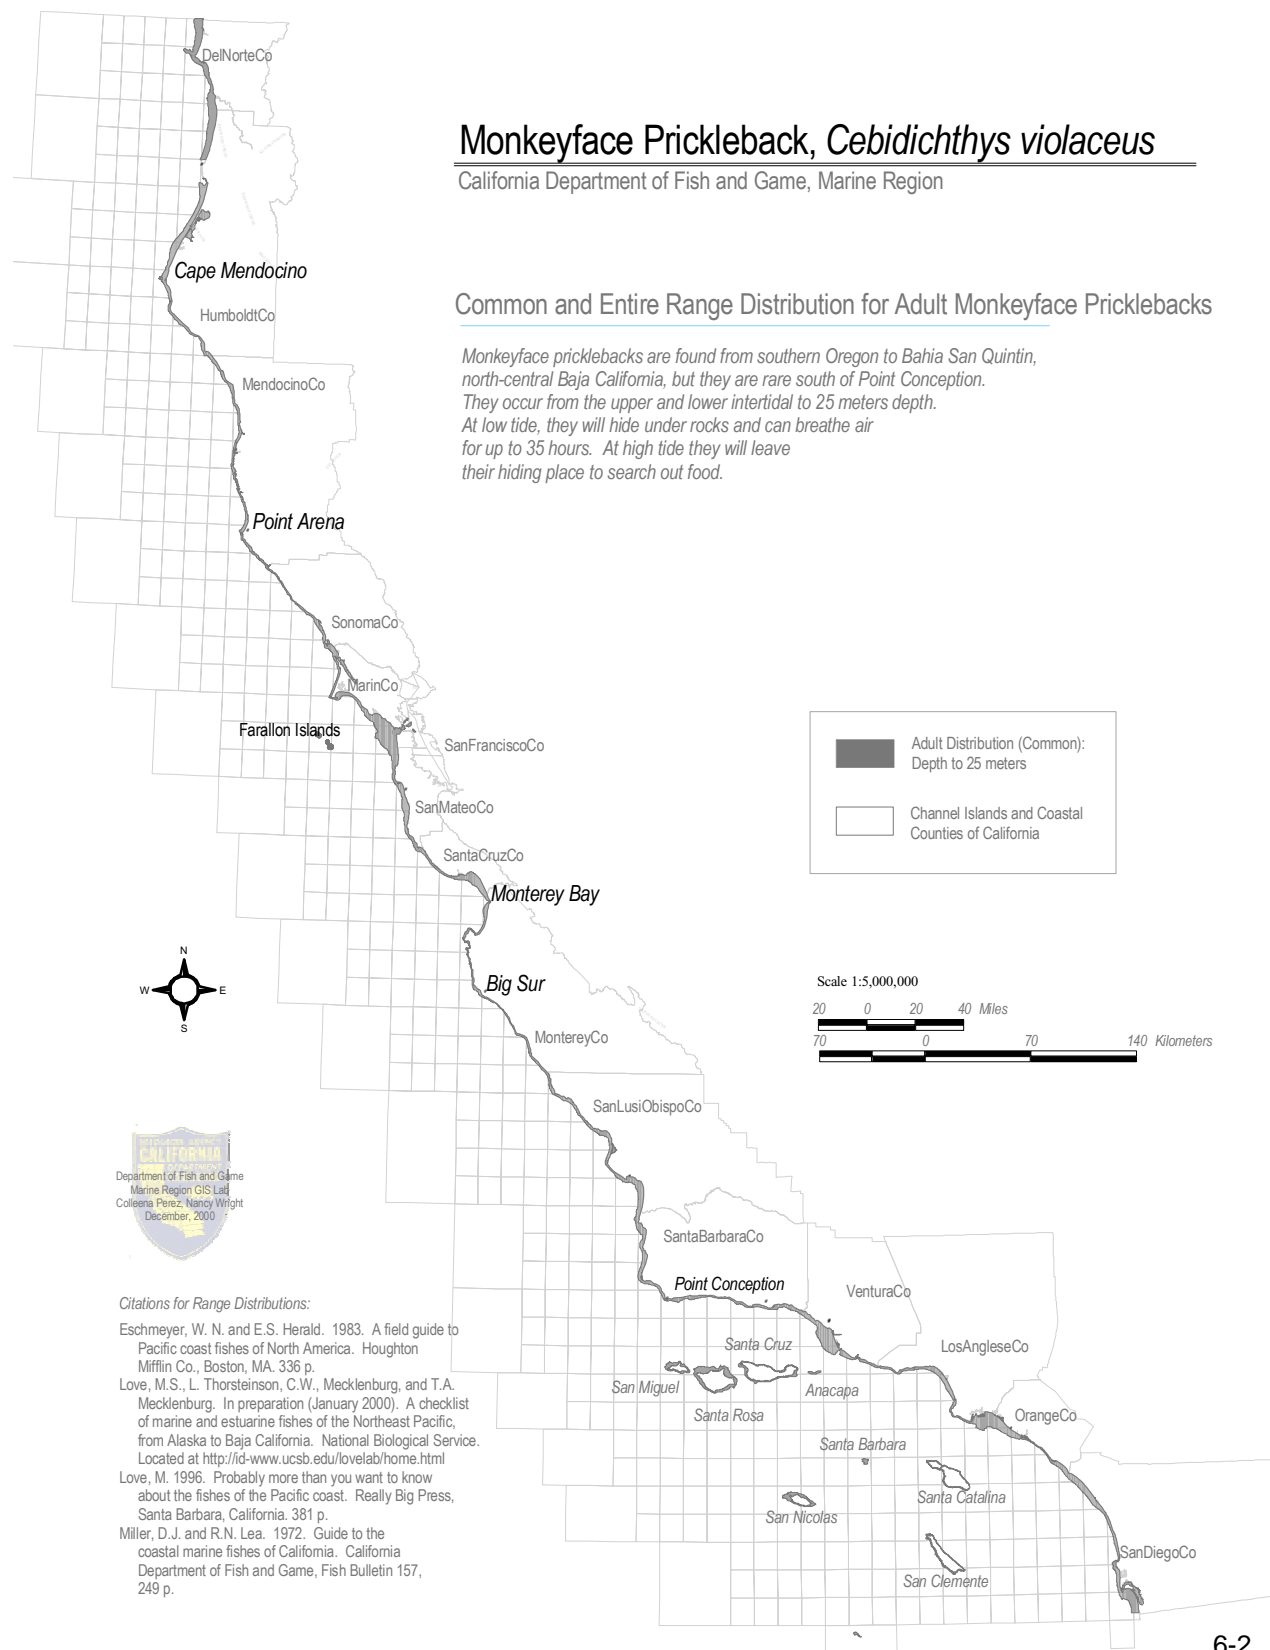 Monkeyface Prickleback, Cebidichthys violaceus
California Department of Fish and Game, Marine Region
Common and Entire Range Distribution for Adult Monkeyface Pricklebacks
Monkeyface pricklebacks are found from southern Oregon to Bahia San Quintin,
north-central Baja California, but they are rare south of Point Conception.
They occur from the upper and lower intertidal to 25 meters depth.
At low tide, they will hide under rocks and can breathe air
for up to 35 hours. At high tide they will leave
their hiding place to search out food.
DelNorteCo
Cape Mendocino
HumboldtCo
MendocinoCo
Point Arena
SonomaCo
MarinCo
Farallon Islands
SanFranciscoCo
SanMateoCo
SantaCruzCo
Monterey Bay
Big Sur
MontereyCo
SanLusiObispoCo
SantaBarbaraCo
Point Conception
VenturaCo
Santa Cruz
LosAngleseCo
San Miguel
Anacapa
Santa Rosa
OrangeCo
Santa Barbara
Santa Catalina
San Nicolas
SanDiegoCo
San Clemente
Adult Distribution (Common):
Depth to 25 meters
Channel Islands and Coastal
Counties of California
N
W
E
S
Scale 1:5,000,000
20 0 20 40 Miles
70 0 70 140 Kilometers
CALIFORNIA
DEPARTMENT
Department of Fish and Game
Marine Region GIS Lab
Colleena Perez, Nancy Wright
December, 2000
Citations for Range Distributions:
Eschmeyer, W. N. and E.S. Herald. 1983. A field guide to
Pacific coast fishes of North America. Houghton
Mifflin Co., Boston, MA. 336 p.
Love, M.S., L. Thorsteinson, C.W., Mecklenburg, and T.A.
Mecklenburg. In preparation (January 2000). A checklist
of marine and estuarine fishes of the Northeast Pacific,
from Alaska to Baja California. National Biological Service.
Located at http://id-www.ucsb.edu/lovelab/home.html
Love, M. 1996. Probably more than you want to know
about the fishes of the Pacific coast. Really Big Press,
Santa Barbara, California. 381 p.
Miller, D.J. and R.N. Lea. 1972. Guide to the
coastal marine fishes of California. California
Department of Fish and Game, Fish Bulletin 157,
249 p.
6-2